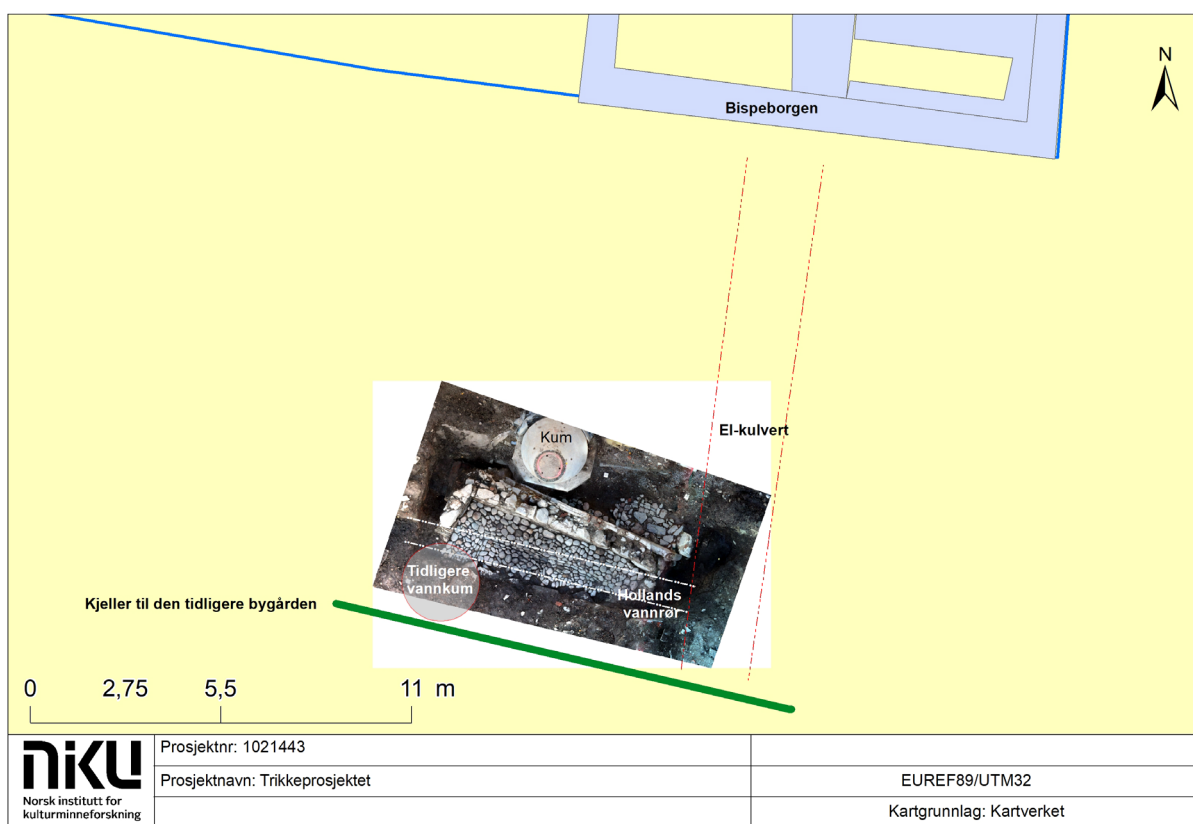 N
Bispeborgen
El-kulvert
Kum
Tidligere
vannkum
Hollands
vannrør
Kjeller til den tidligere bygården
0 2,75 5,5 11 m
niku
Norsk institutt for
kulturminneforskning
Prosjektnr: 1021443
Prosjektnavn: Trikkeprosjektet
EUREF89/UTM32
Kartgrunnlag: Kartverket